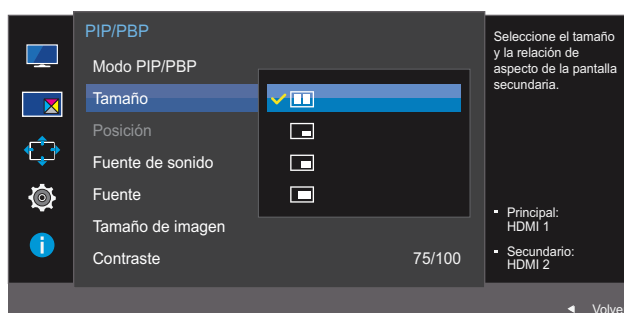 PIP/PBP
Modo PIP/PBP
Tamaño
Posición
Fuente de sonido
Fuente
Tamaño de imagen
Contraste 75/100
Seleccione el tamaño
y la relación de
aspecto de la pantalla
secundaria.
Principal:
HDMI 1
Secundario:
HDMI 2
Volve